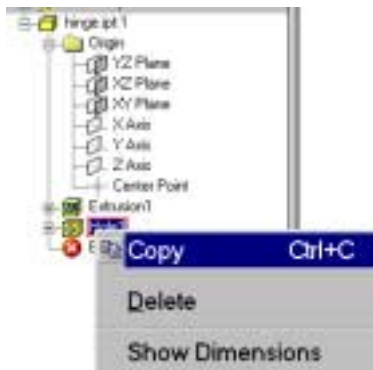 hinge.ipt 1
Origin
YZ Plane
XZ Plane
XY Plane
X Axis
Y Axis
Z Axis
Center Point
Extrusion1
E
Copy Ctrl+C
Delete
Show Dimensions